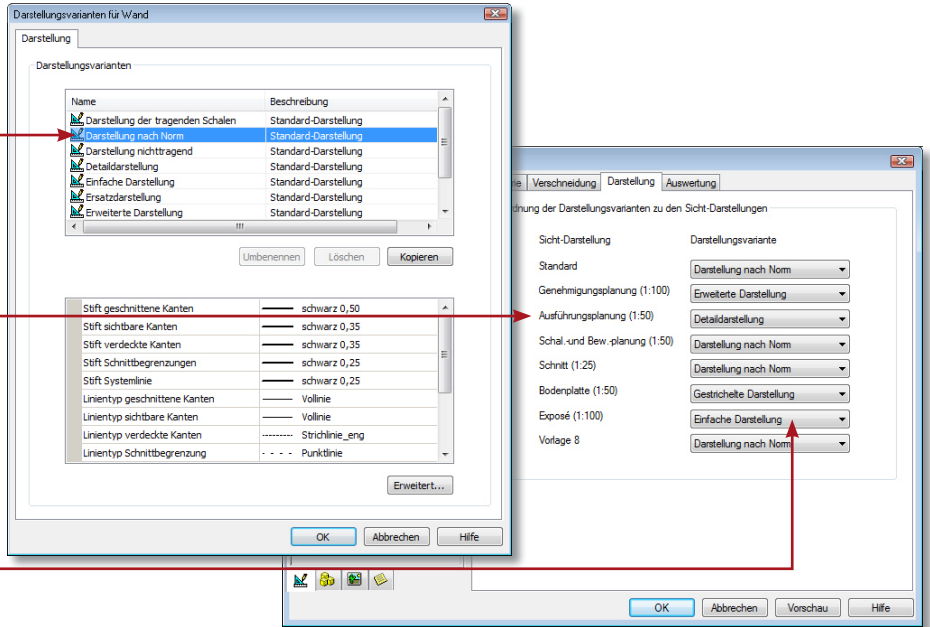 Darstellungsvarianten für Wand
Darstellung
Darstellungsvarianten
Name Beschreibung
Darstellung der tragenden Schalen Standard-Darstellung
Darstellung nach Norm Standard-Darstellung
Darstellung nichttragend Standard-Darstellung
Detaildarstellung Standard-Darstellung
Einfache Darstellung Standard-Darstellung
Ersatzdarstellung Standard-Darstellung
Erweiterte Darstellung Standard-Darstellung
Umbenennen Löschen Kopieren
Stift geschnittene Kanten schwarz 0,50
Stift sichtbare Kanten schwarz 0,35
Stift verdeckte Kanten schwarz 0,35
Stift Schnittbegrenzungen schwarz 0,25
Stift Systemlinie schwarz 0,25
Linientyp geschnittene Kanten Vollinie
Linientyp sichtbare Kanten Vollinie
Linientyp verdeckte Kanten Strichlinie_eng
Linientyp Schnittbegrenzung Punktlinie
Erweitert...
OK Abbrechen Hilfe
rie Verschneidung Darstellung Auswertung
dnung der Darstellungsvarianten zu den Sicht-Darstellungen
Sicht-Darstellung Darstellungsvariante
Standard Darstellung nach Norm
Genehmigungsplanung (1:100) Erweiterte Darstellung
Ausführungsplanung (1:50) Detaildarstellung
Schal.-und Bew.-planung (1:50) Darstellung nach Norm
Schnitt (1:25) Darstellung nach Norm
Bodenplatte (1:50) Gestrichelte Darstellung
Exposé (1:100) Einfache Darstellung
Vorlage 8 Darstellung nach Norm
OK Abbrechen Vorschau Hilfe